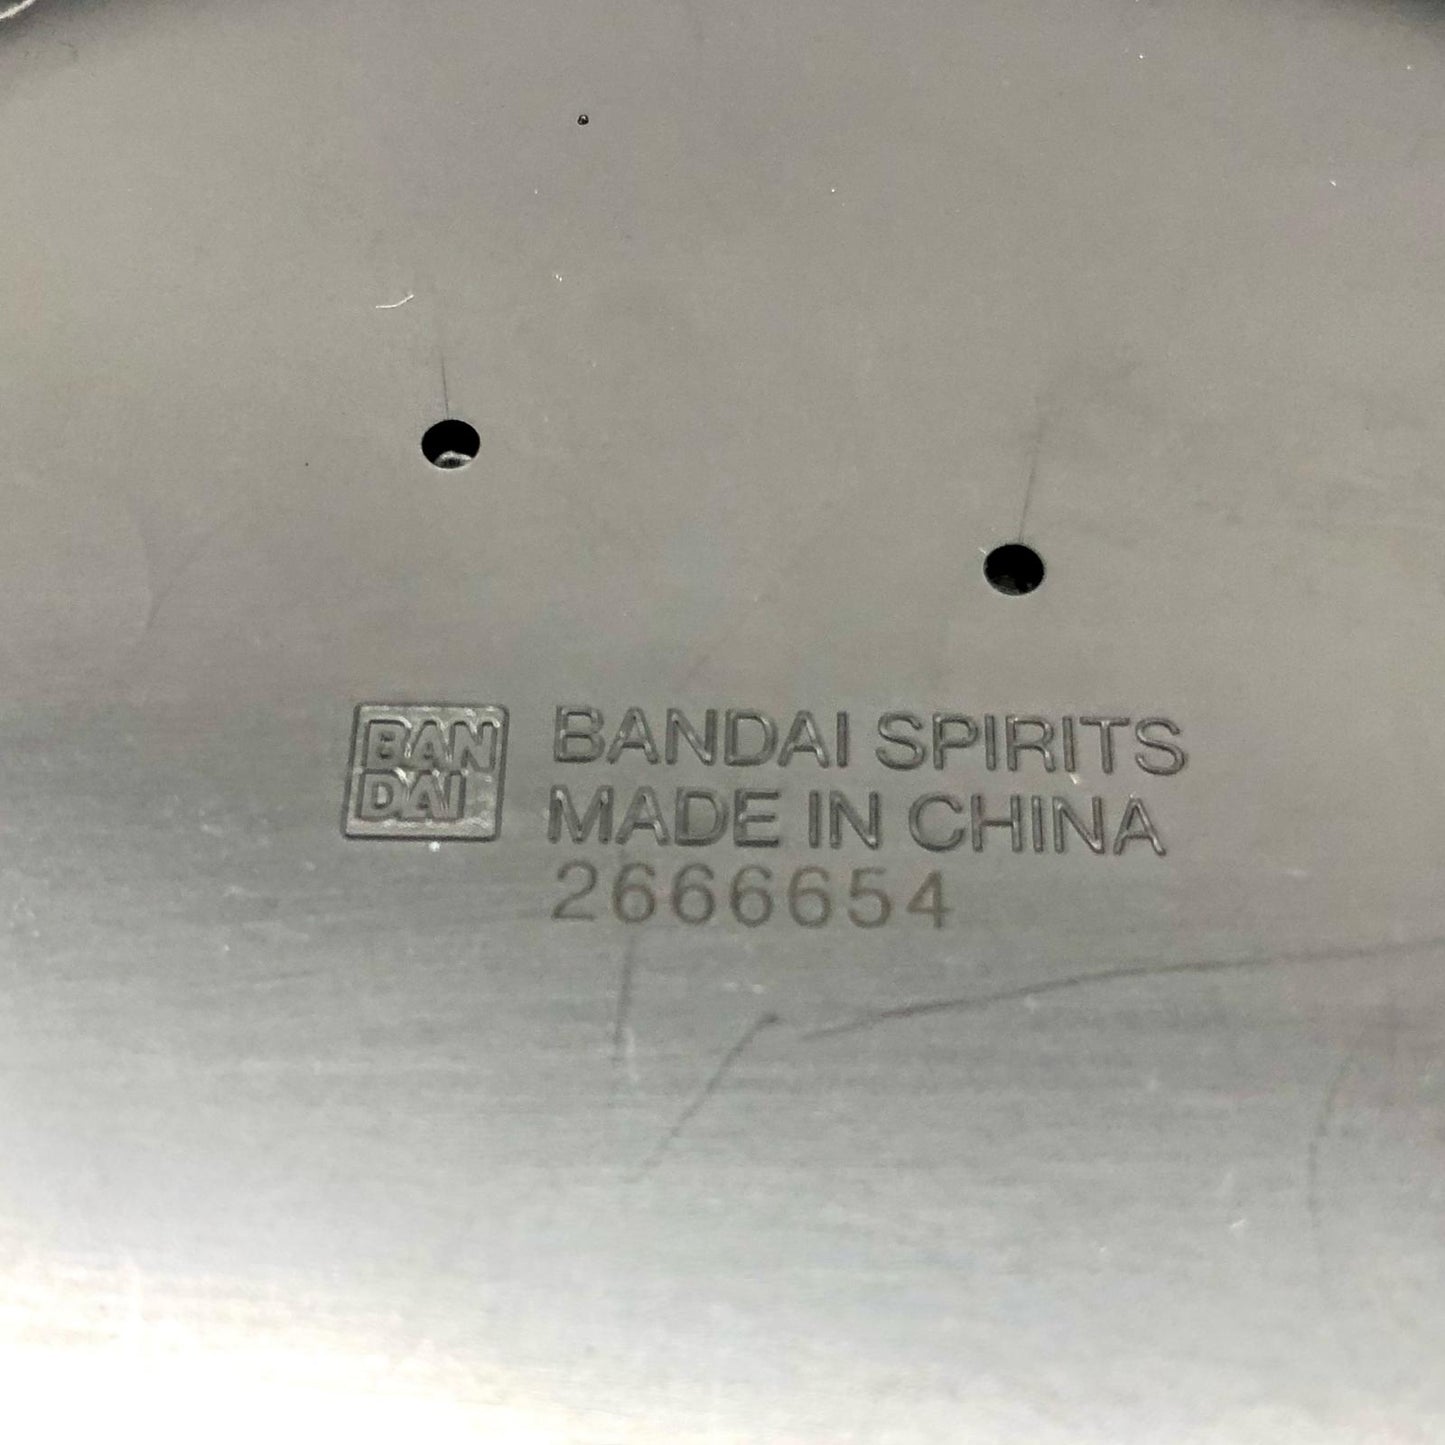 BAN
DAI
BANDAI SPIRITS
MADE IN CHINA
2666654